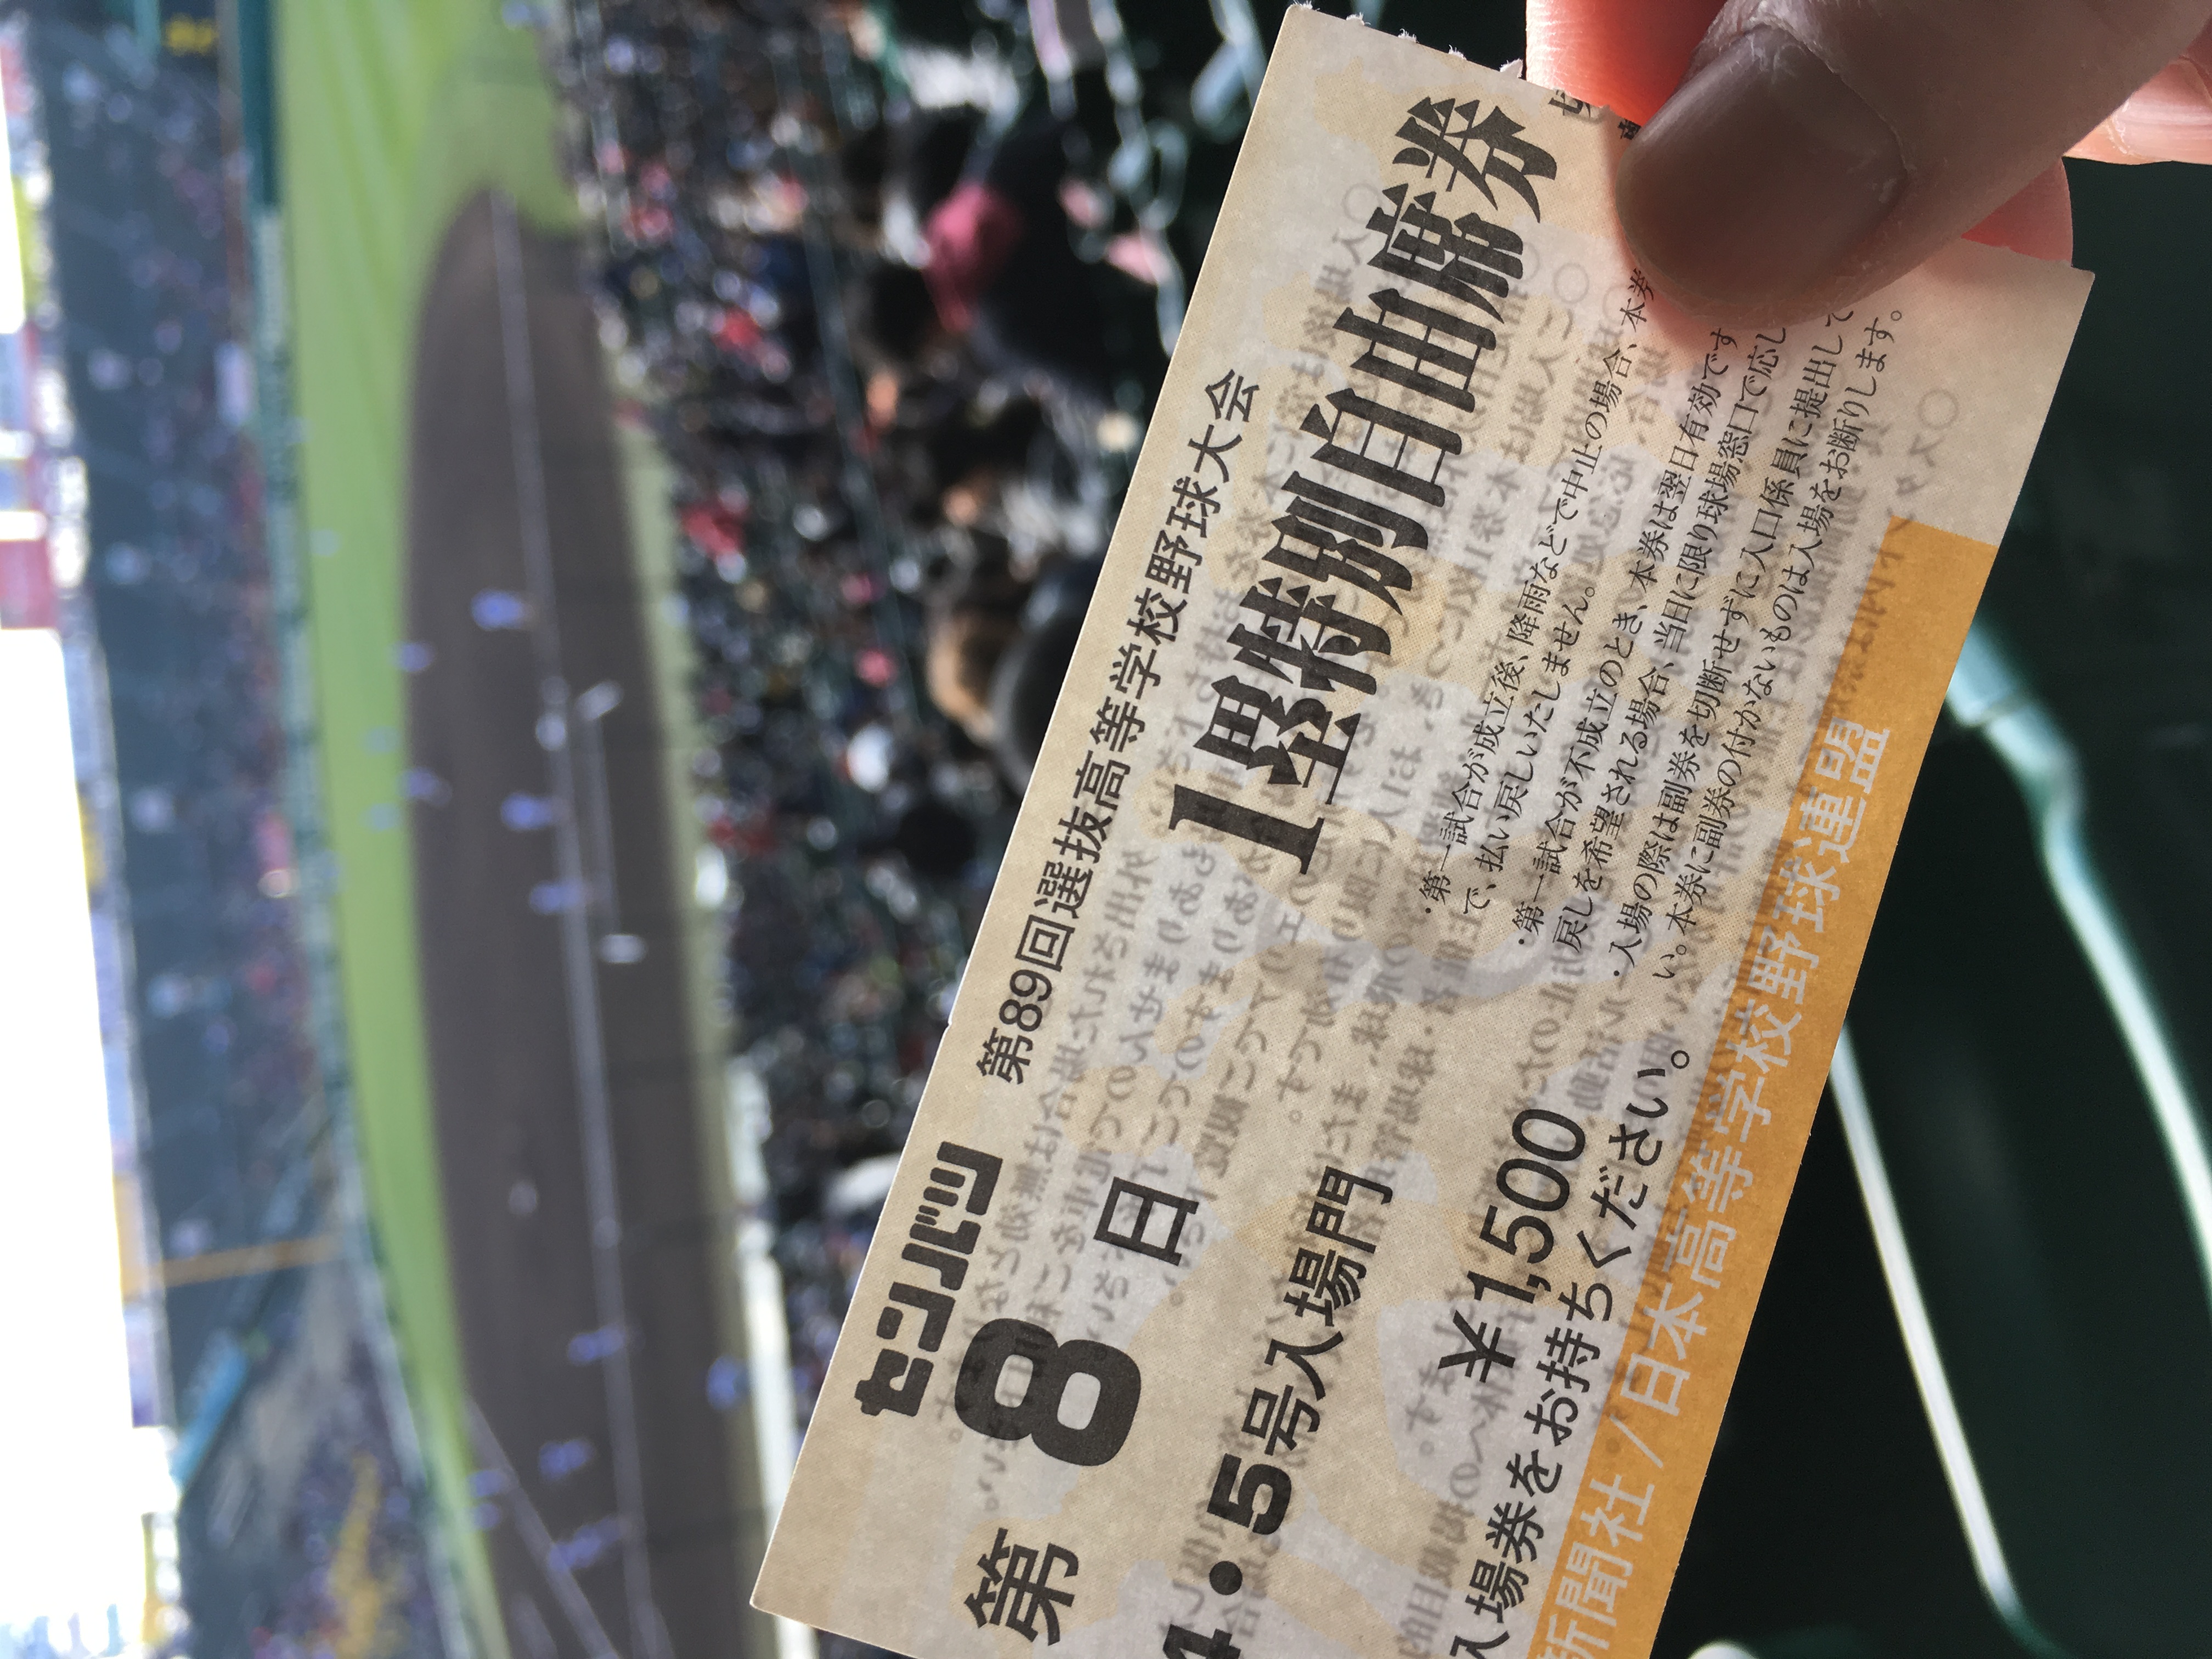 センバツ 第89回選抜高等学校野球大会
第8日 1塁特別自由席券
4・5号入場門
・第一試合が成立後、降雨などで中止の場合、本券
で、払い戻しいたしません。
¥1,500
・第一試合が不成立のとき、本券は翌日有効です
戻しを希望される場合、当日に限り球場窓口で応じ
入場券をお持ちください。
・入場の際は副券を切断せずに入口係員に提出して
い。本券に副券の付かないものは入場をお断りします。
新聞社/日本高等学校野球連盟